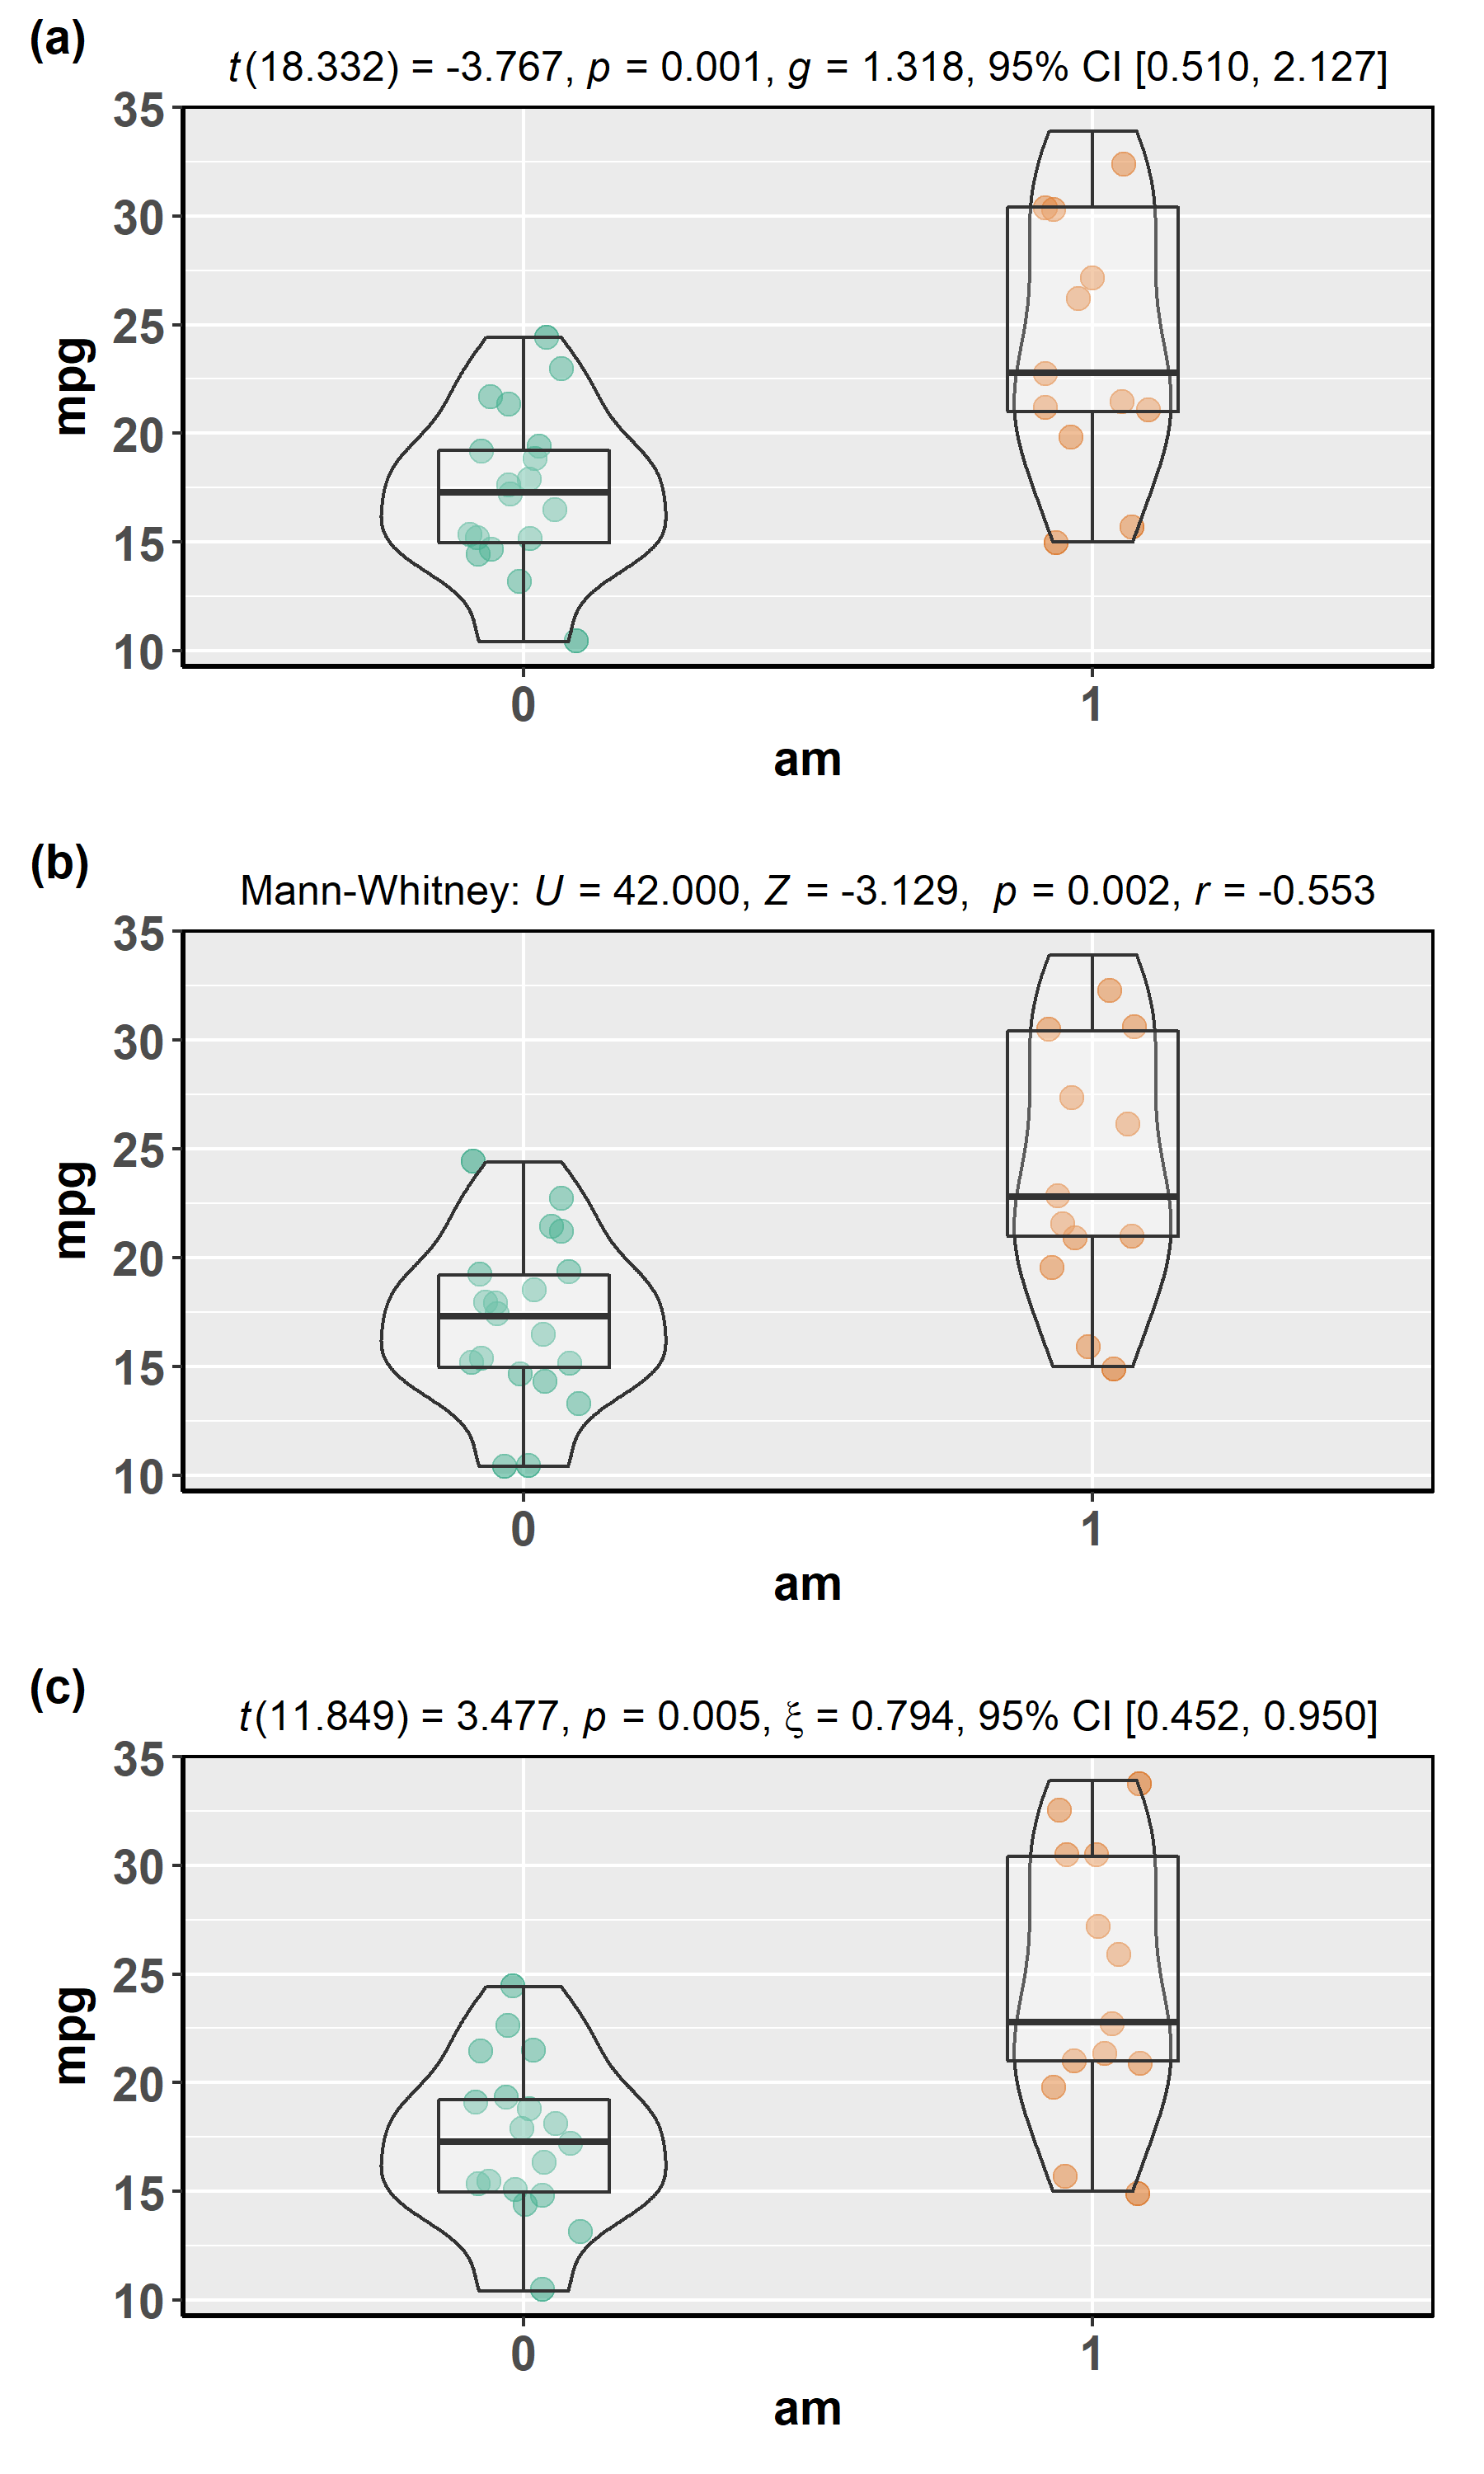 (a)
t(18.332) = -3.767, p = 0.001, g = 1.318, 95% CI [0.510, 2.127]
35
30
25
20
15
10
mpg
0 1
am
(b)
Mann-Whitney: U = 42.000, Z = -3.129, p = 0.002, r = -0.553
35
30
25
20
15
10
mpg
0 1
am
(c)
t(11.849) = 3.477, p = 0.005, ξ = 0.794, 95% CI [0.452, 0.950]
35
30
25
20
15
10
mpg
0 1
am